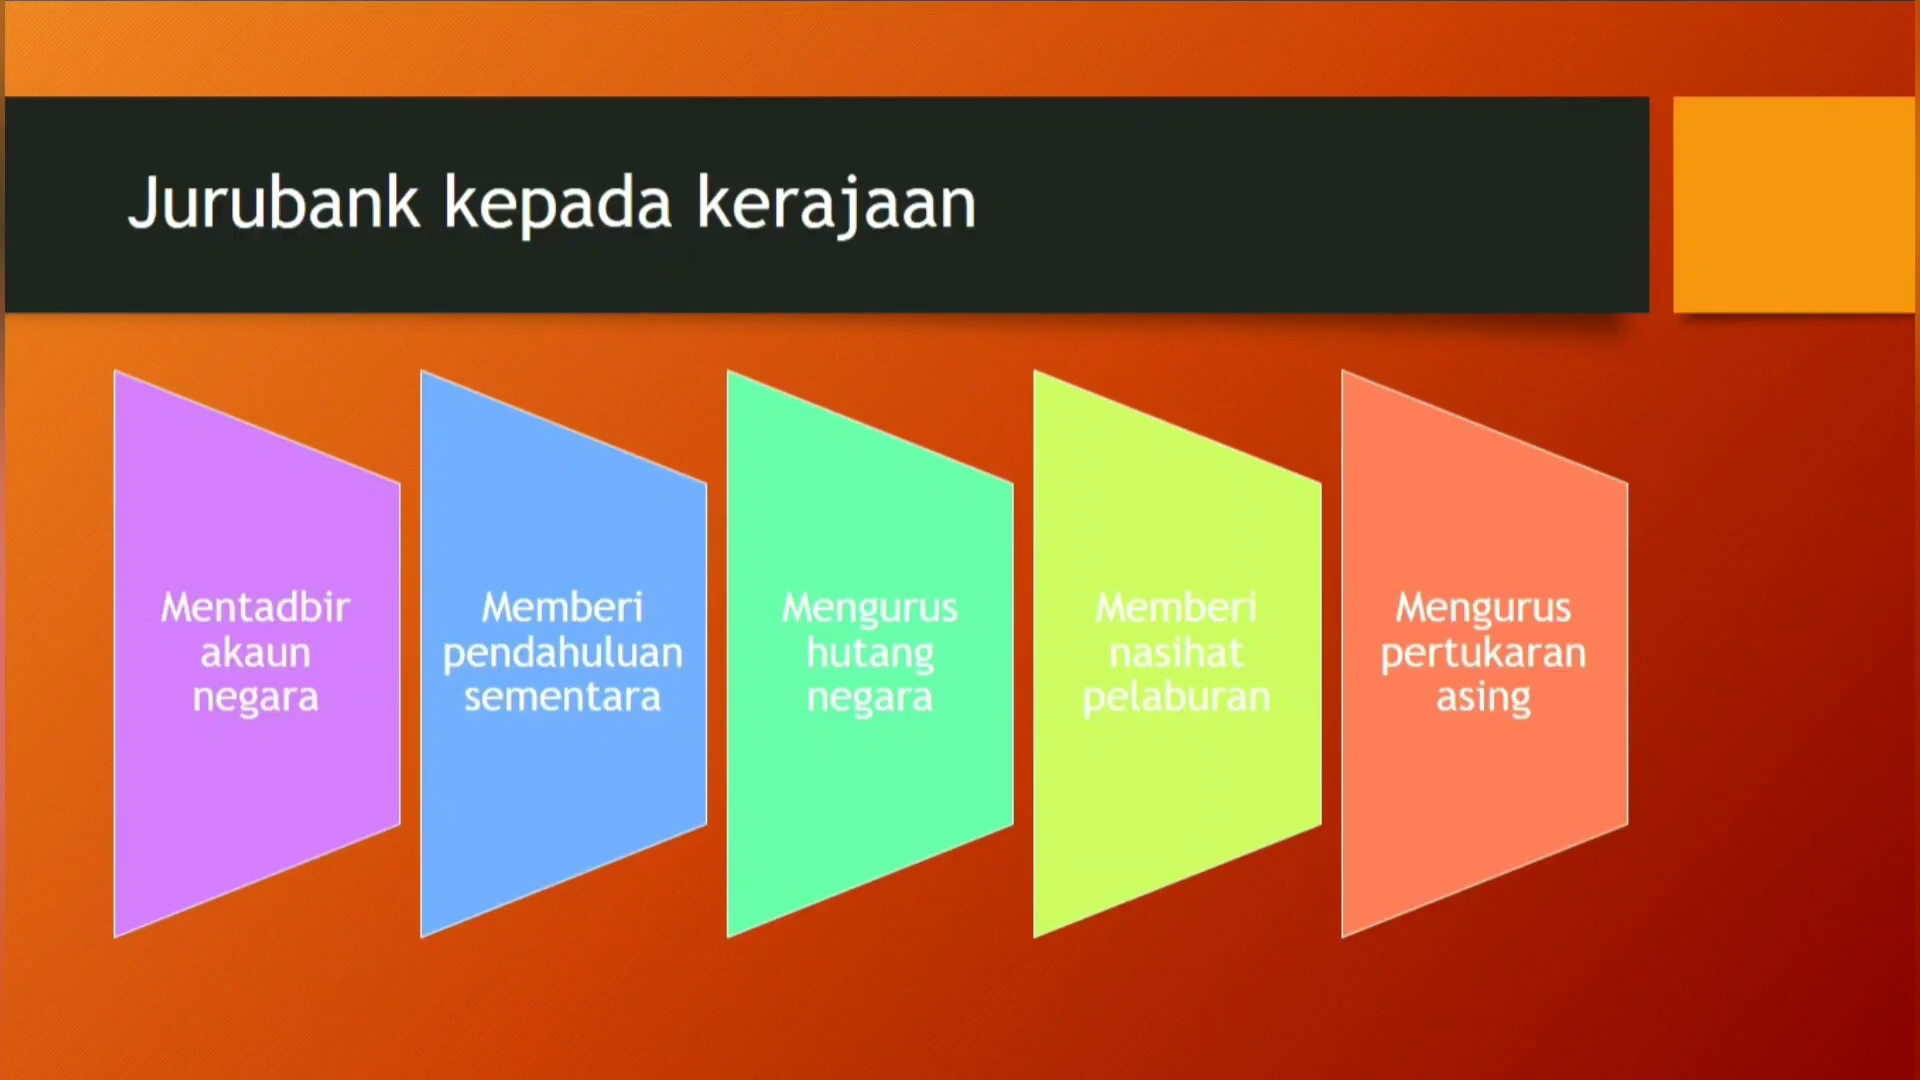 Jurubank kepada kerajaan
Mentadbir
akaun
negara
Memberi
pendahuluan
sementara
Mengurus
hutang
negara
Memberi
nasihat
pelaburan
Mengurus
pertukaran
asing